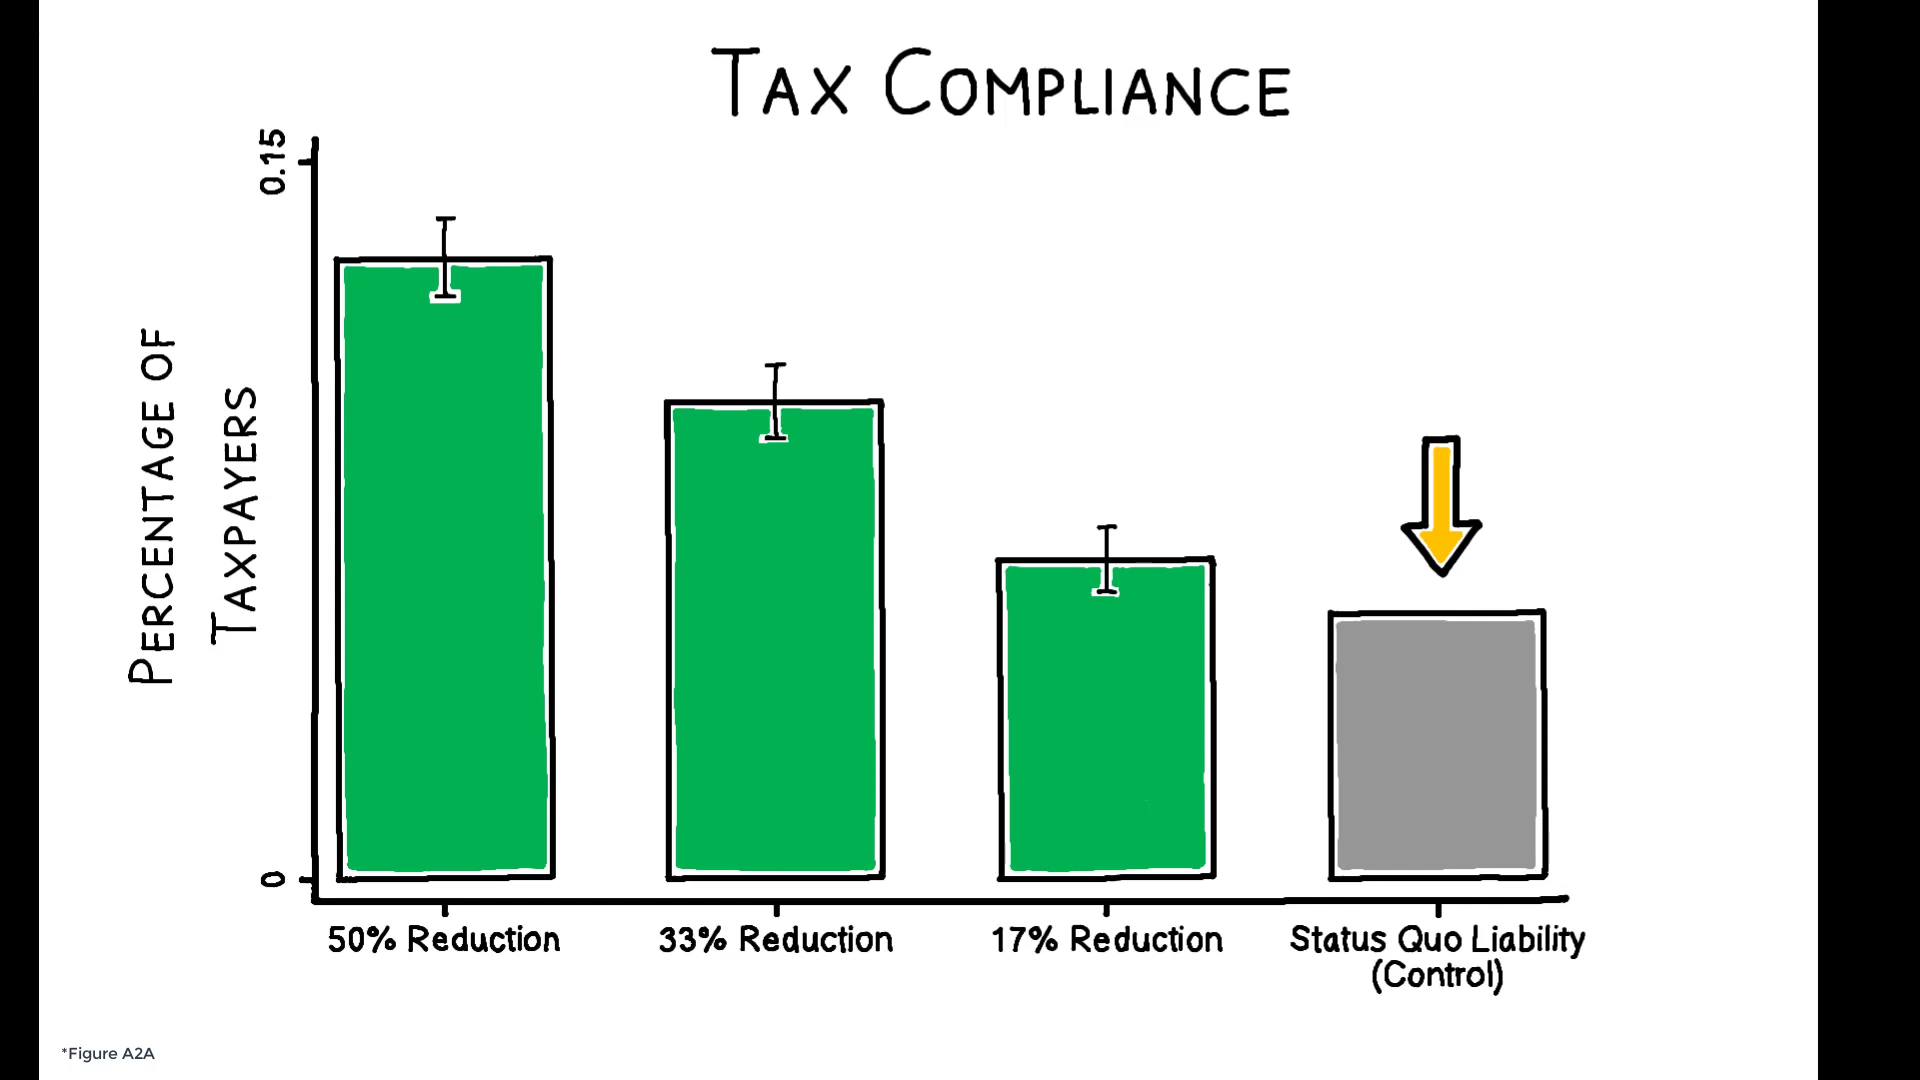 TAX COMPLIANCE
PERCENTAGE OF
TAXPAYERS
0.15
0
50% Reduction
33% Reduction
17% Reduction
Status Quo Liability
(Control)
*Figure A2A